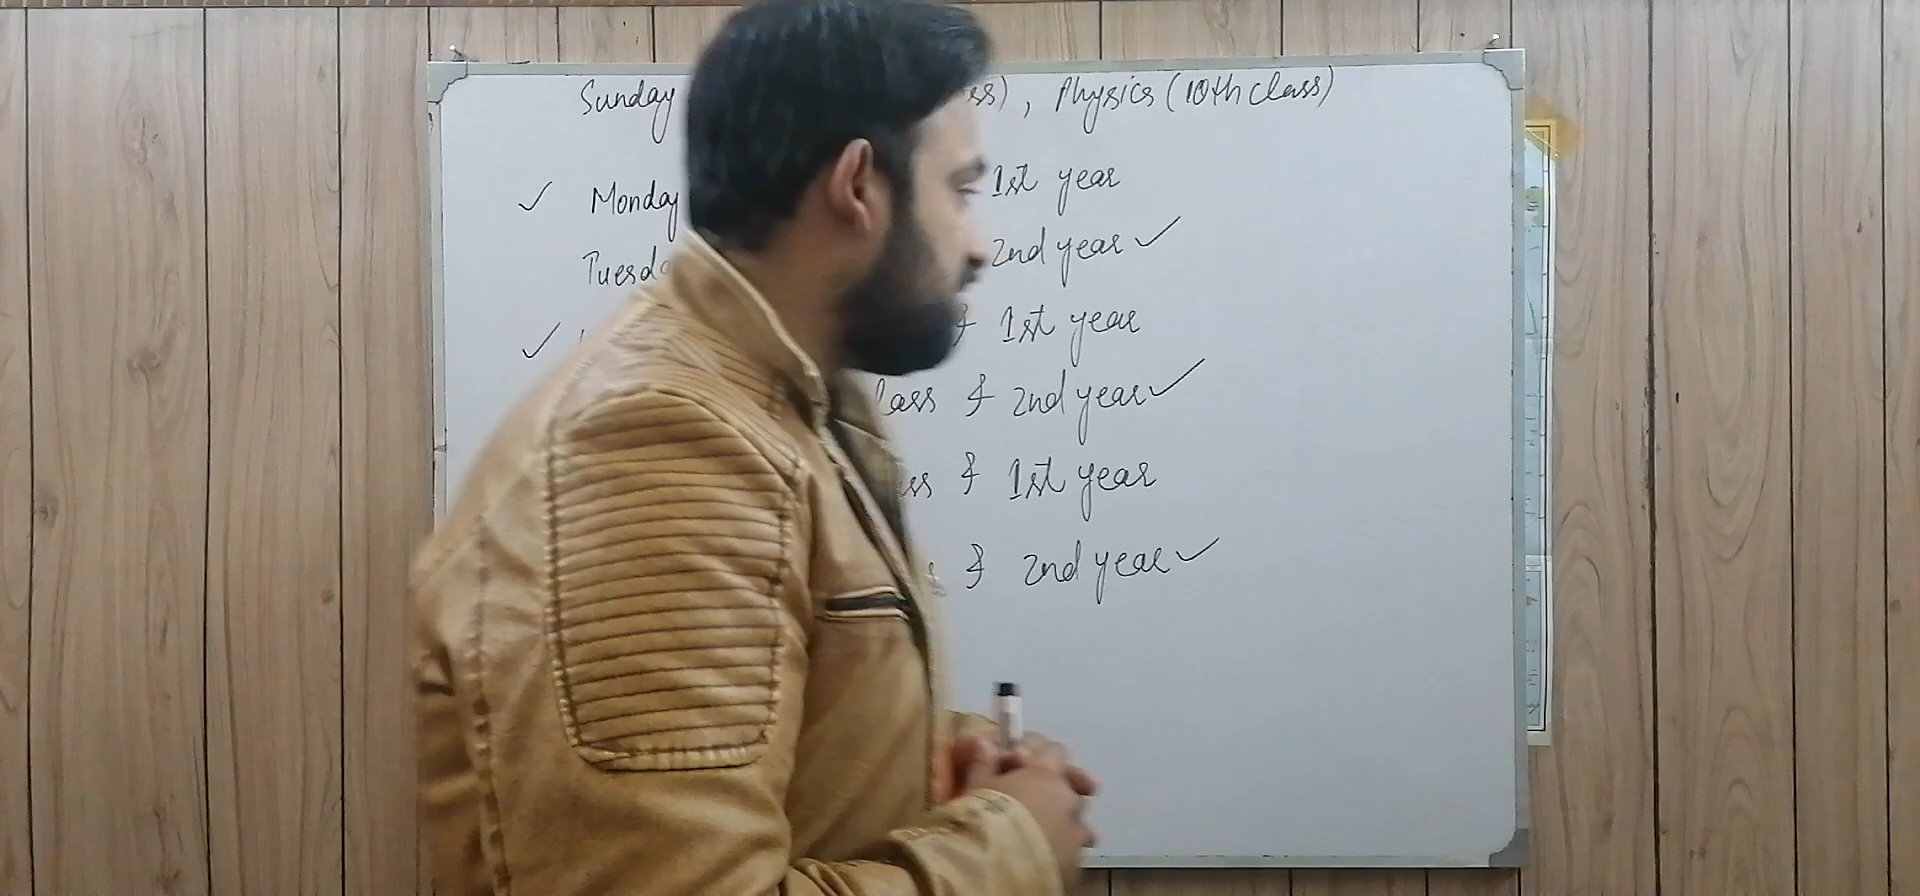 Sunday ss), Physics (10th class)
✓ Monday 1st year
Tuesda 2nd year ✓
✓ & 1st year
lass & 2nd year ✓
ss & 1st year
s & 2nd year ✓